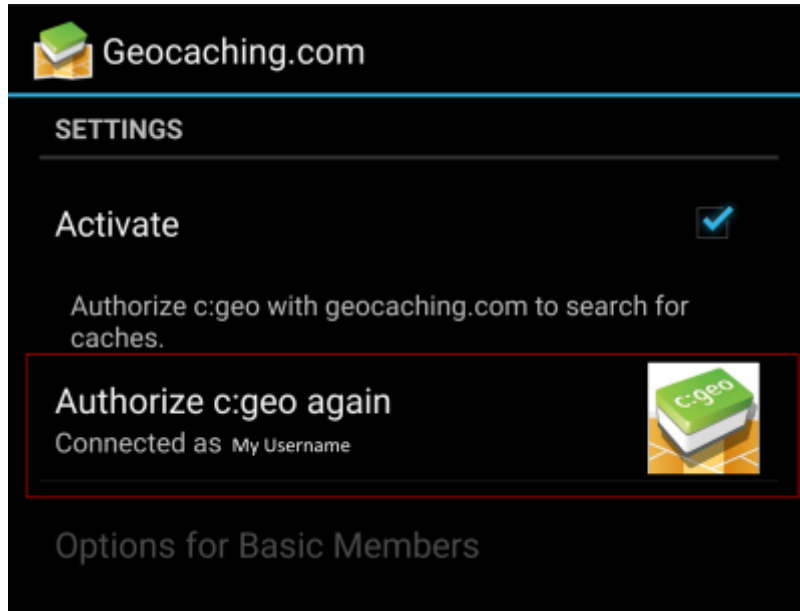 Geocaching.com
SETTINGS
Activate
Authorize c:geo with geocaching.com to search for
caches.
Authorize c:geo again
Connected as My Username
c:geo
Options for Basic Members